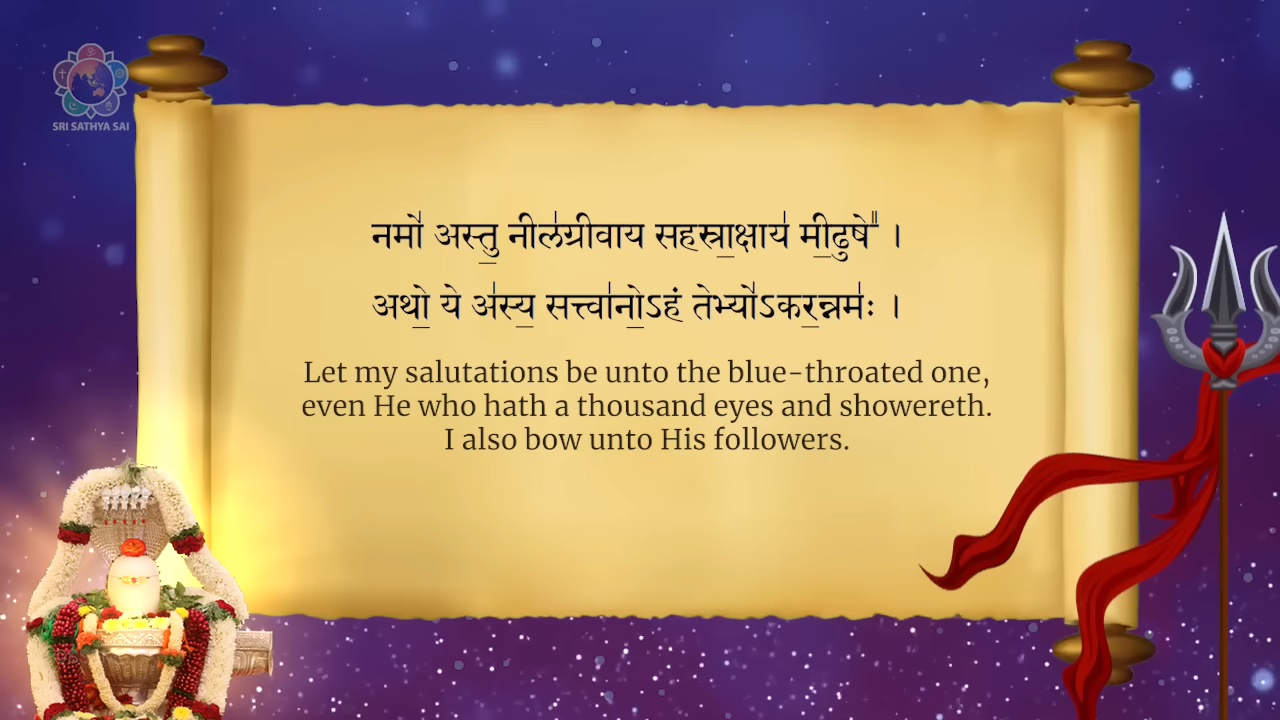 SRI SATHYA SAI
नमो॑ अस्तु॒ नील॑ग्रीवाय सहस्रा॒क्षाय॑ मी॒ढुषे᳚ ।
अथो॒ ये अ॑स्य॒ सत्त्वा॑नो॒ऽहं तेभ्यो॑ऽकर॒न्नमः॑ ।
Let my salutations be unto the blue-throated one,
even He who hath a thousand eyes and showereth.
I also bow unto His followers.